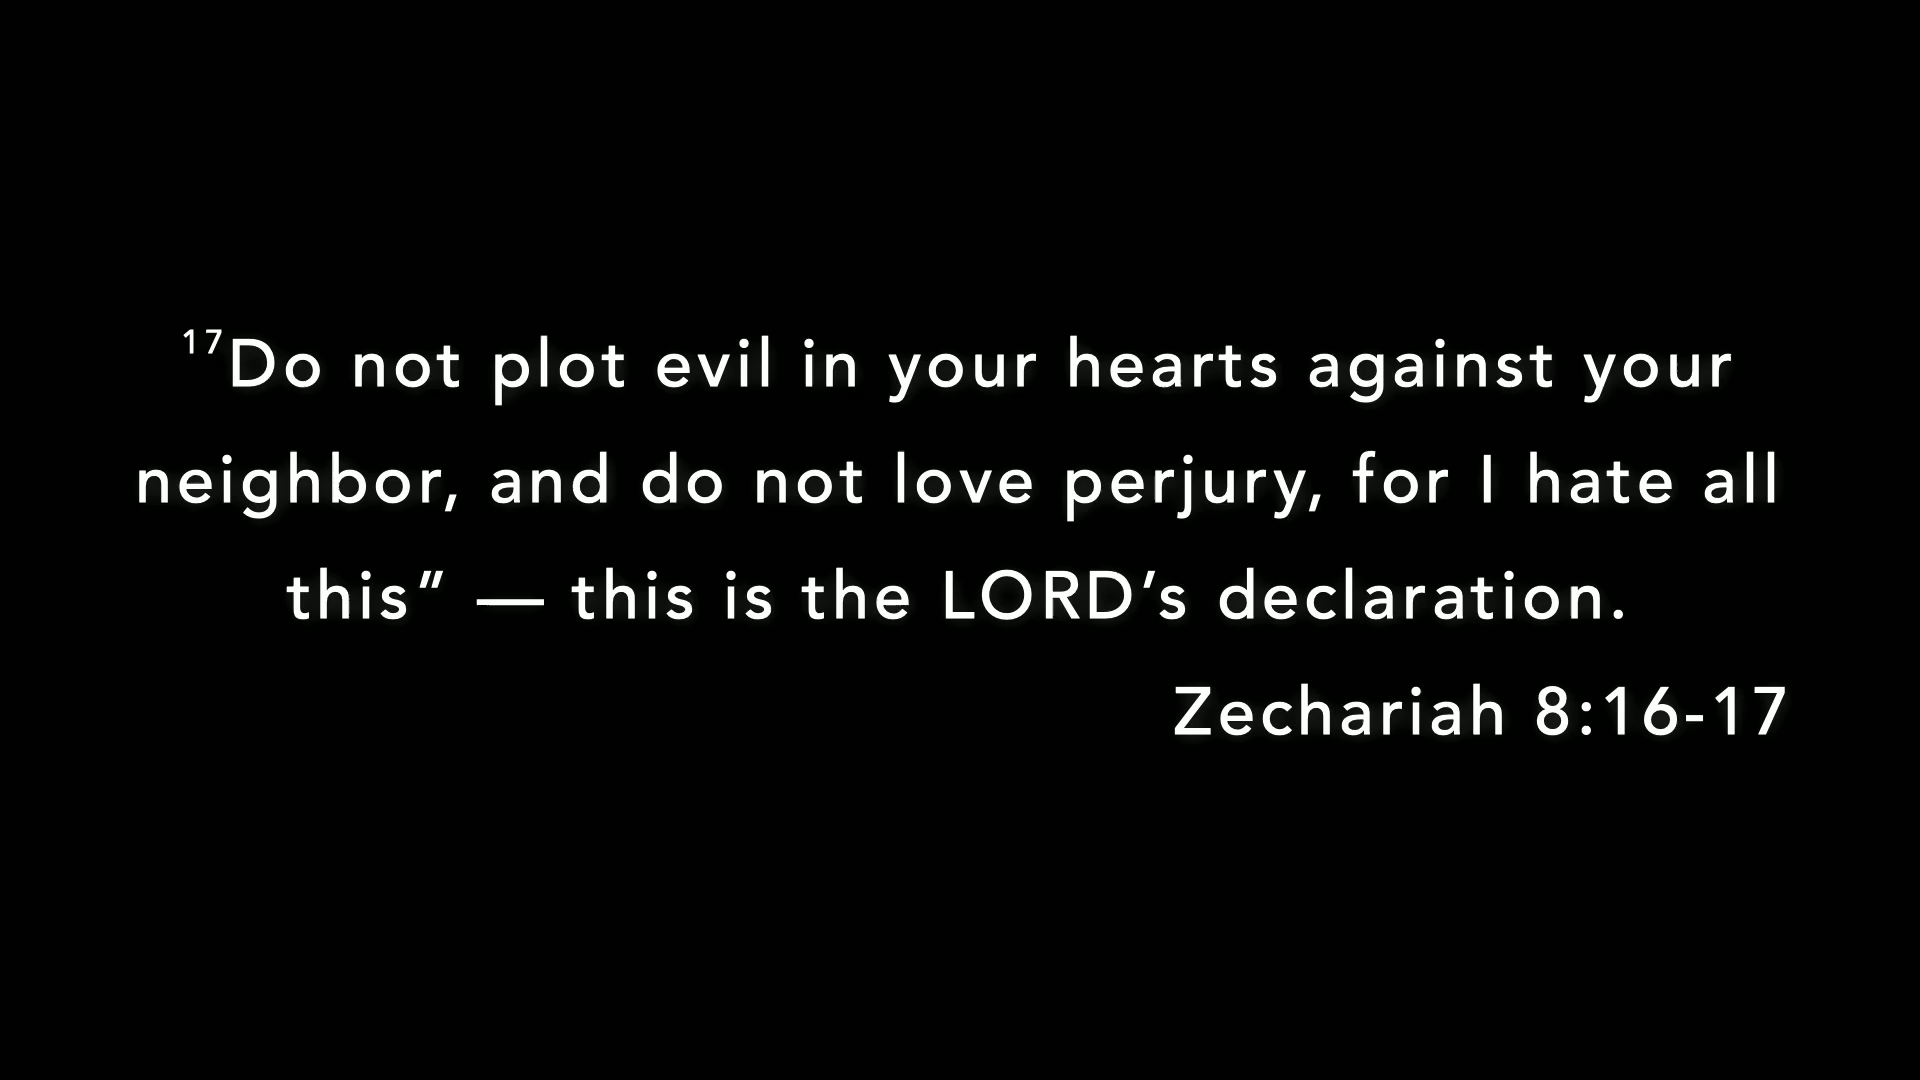 ¹⁷Do not plot evil in your hearts against your
neighbor, and do not love perjury, for I hate all
this” — this is the LORD’s declaration.
Zechariah 8:16-17